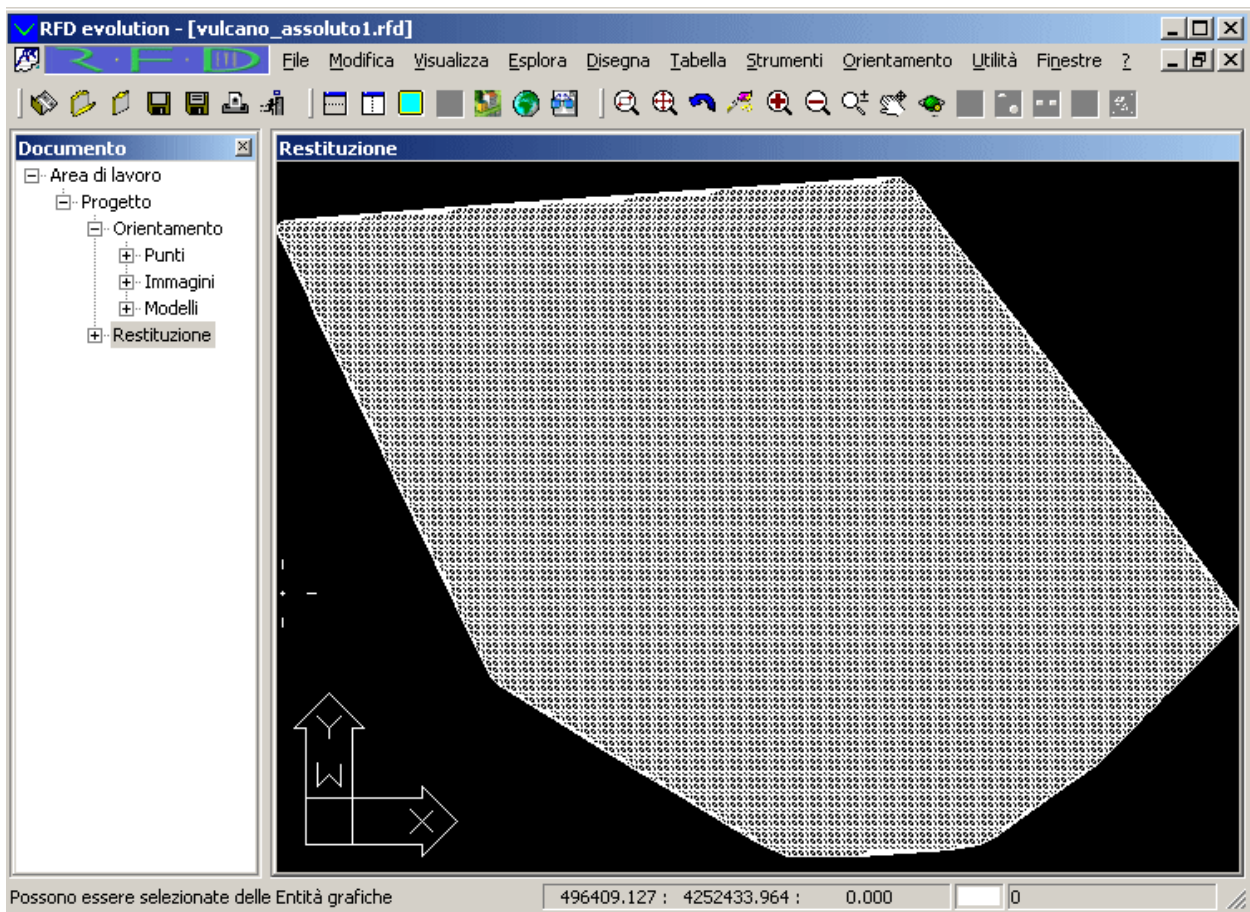 RFD evolution - [vulcano_assoluto1.rfd]
R·F·D File Modifica Visualizza Esplora Disegna Tabella Strumenti Orientamento Utilità Finestre ?
Documento
Area di lavoro
Progetto
Orientamento
Punti
Immagini
Modelli
Restituzione
Restituzione
Y
W
X
Possono essere selezionate delle Entità grafiche 496409.127 : 4252433.964 : 0.000 0